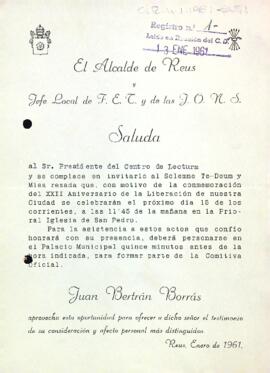 Registro n.º 1-
13 ENE 1961
El Alcalde de Reus
y
Jefe Local de F. E. T. y de las J. O. N. S.
Saluda
al Sr. Presidente del Centro de Lectura
y se complace en invitarlo al Solemne Te-Deum y
Misa rezada que, con motivo de la conmemoración
del XXII Aniversario de la Liberación de nuestra
Ciudad se celebrarán el próximo día 15 de los
corrientes, a las 11'45 de la mañana en la Prio-
ral Iglesia de San Pedro.
Para la asistencia a estos actos que confío
honrará con su presencia, deberá personarse en
el Palacio Municipal quince minutos antes de la
hora indicada, para formar parte de la Comitiva
Oficial.
Juan Bertrán Borrás
aprovecha esta oportunidad para ofrecer a dicho señor el testimonio
de su consideración y afecto personal más distinguidos.
Reus, Enero de 1961.